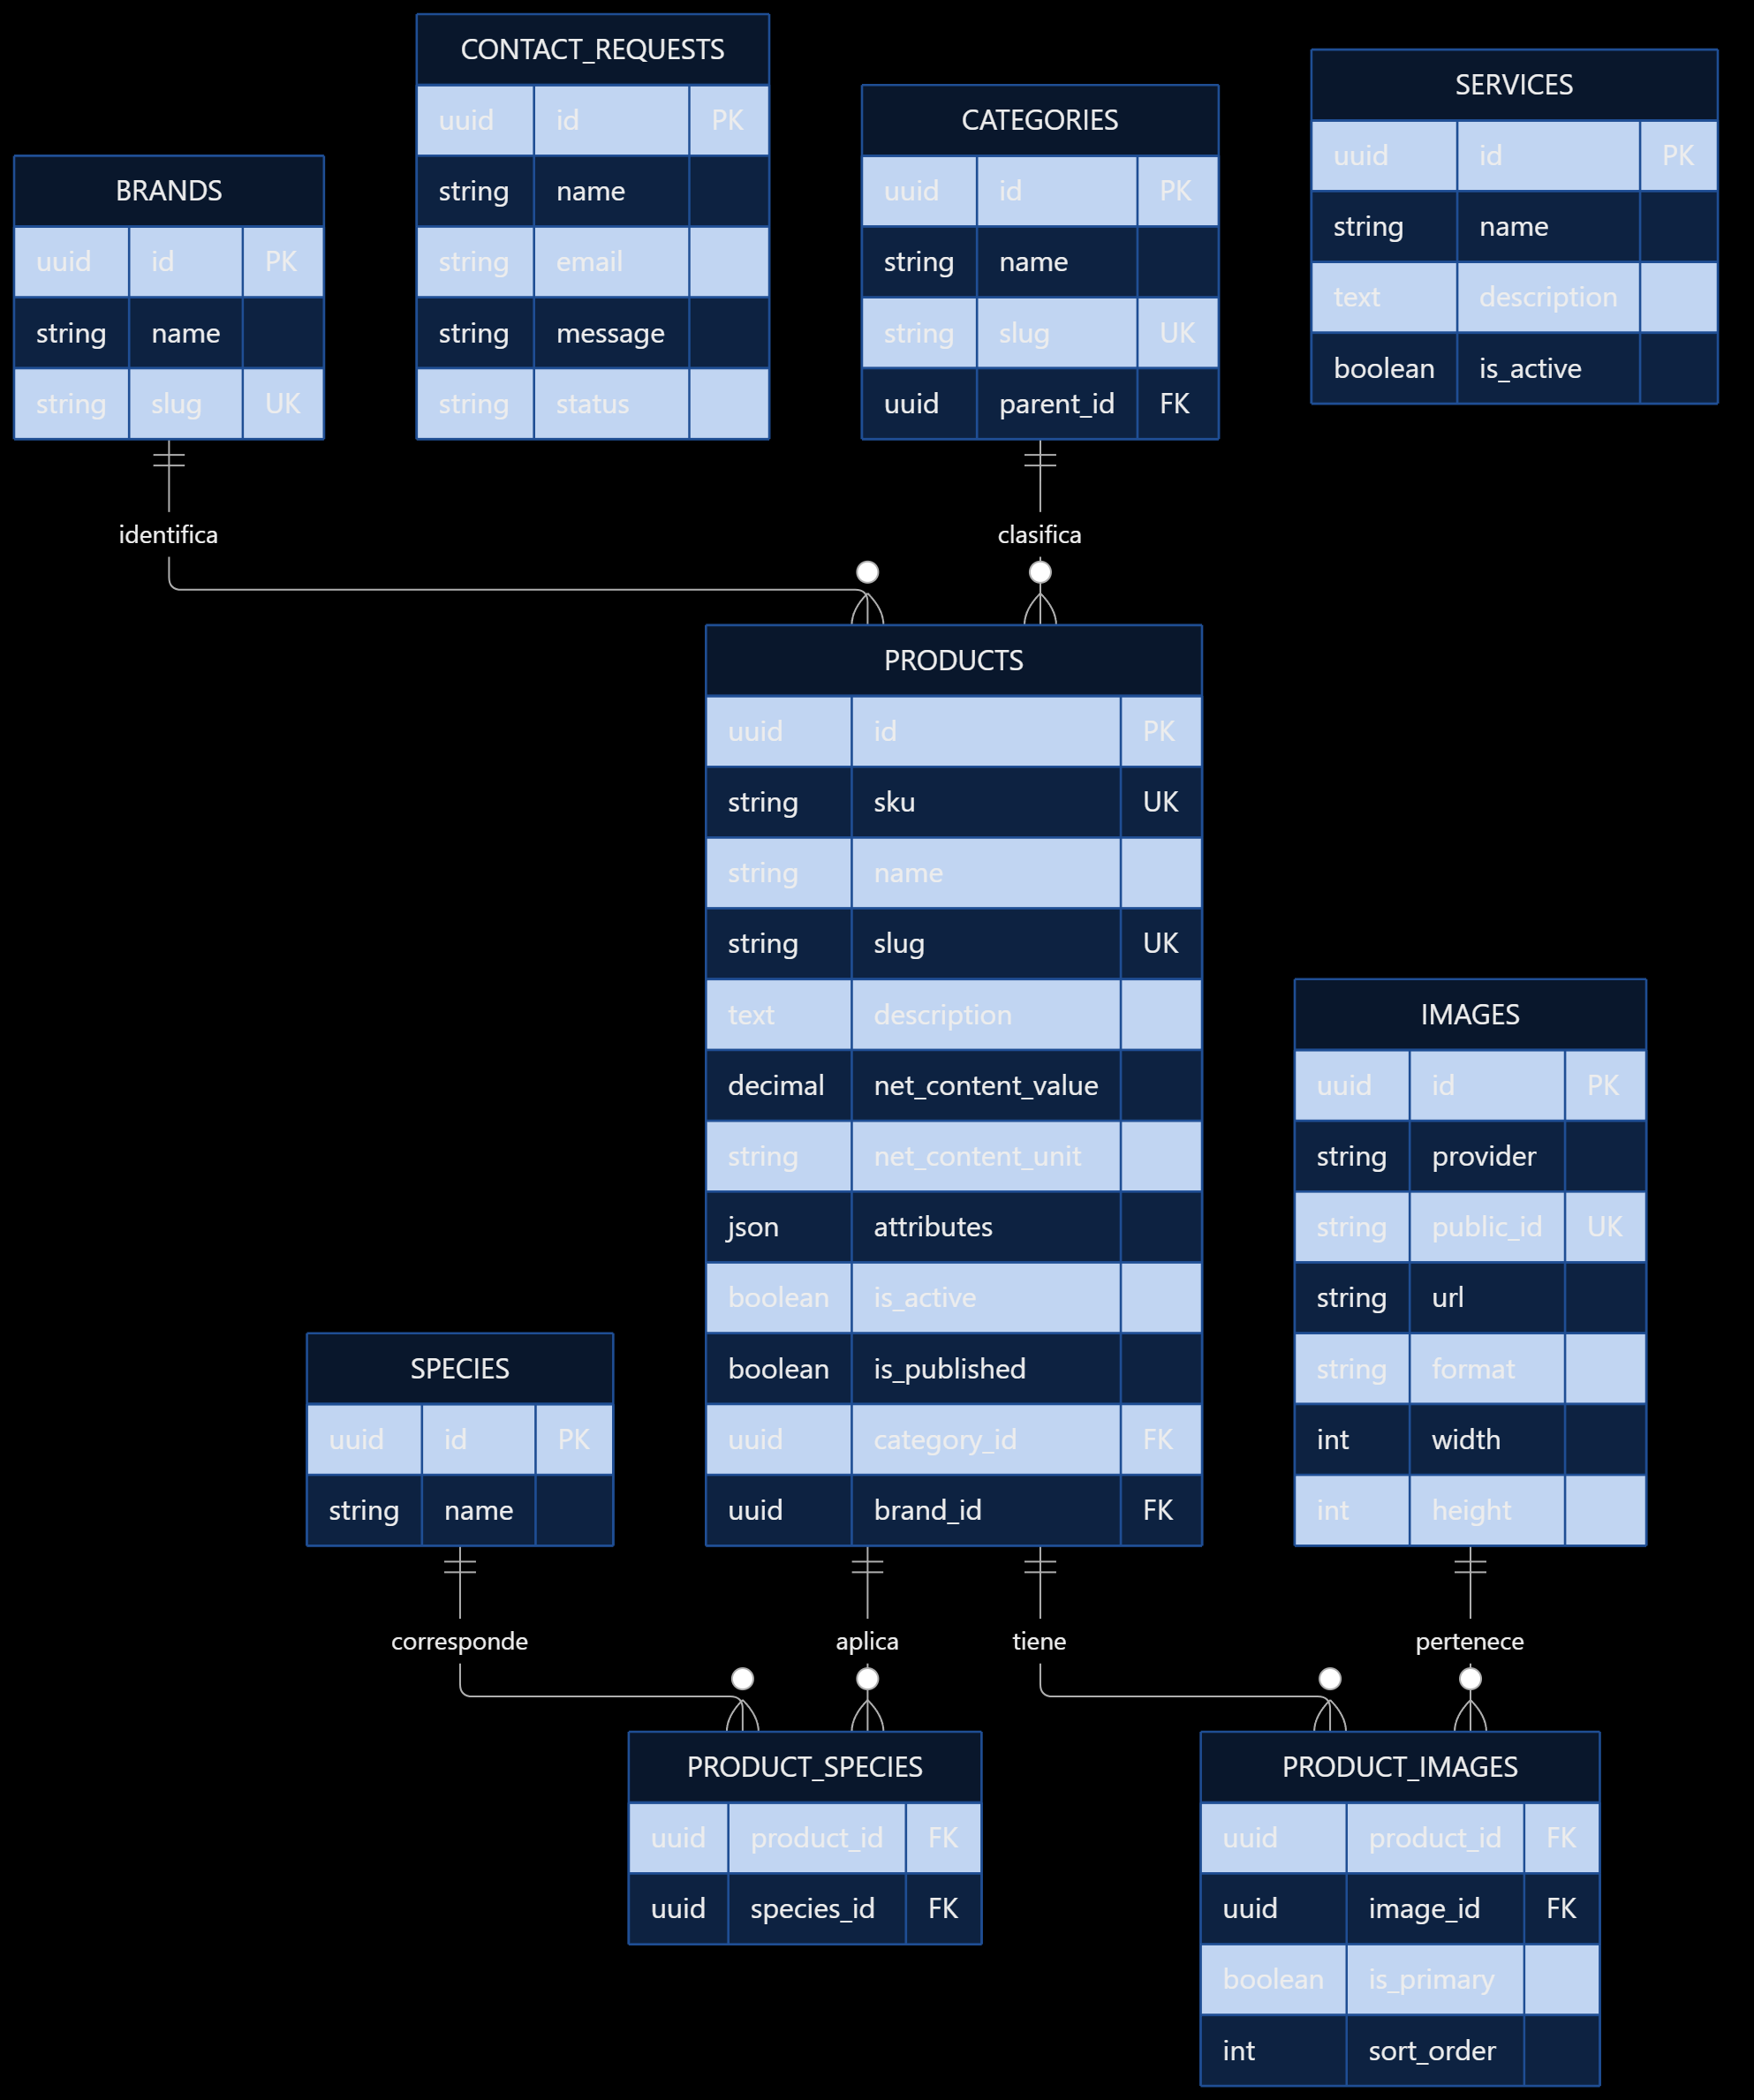 CONTACT_REQUESTS
uuid id PK
string name
string email
string message
string status
CATEGORIES
uuid id PK
string name
string slug UK
uuid parent_id FK
SERVICES
uuid id PK
string name
text description
boolean is_active
BRANDS
uuid id PK
string name
string slug UK
identifica
clasifica
PRODUCTS
uuid id PK
string sku UK
string name
string slug UK
text description
decimal net_content_value
string net_content_unit
json attributes
boolean is_active
boolean is_published
uuid category_id FK
uuid brand_id FK
IMAGES
uuid id PK
string provider
string public_id UK
string url
string format
int width
int height
SPECIES
uuid id PK
string name
corresponde
aplica
tiene
pertenece
PRODUCT_SPECIES
uuid product_id FK
uuid species_id FK
PRODUCT_IMAGES
uuid product_id FK
uuid image_id FK
boolean is_primary
int sort_order